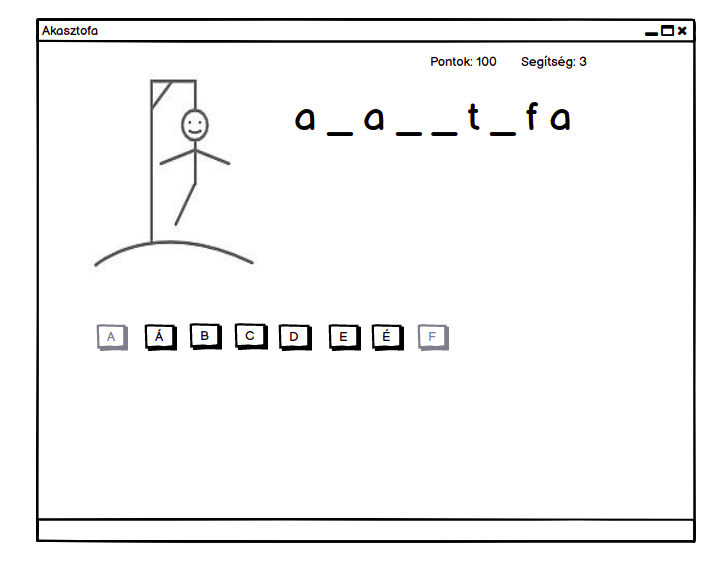 Akasztofa
Pontok: 100 Segítség: 3
a _ a _ _ t _ f a
A Á B C D E É F